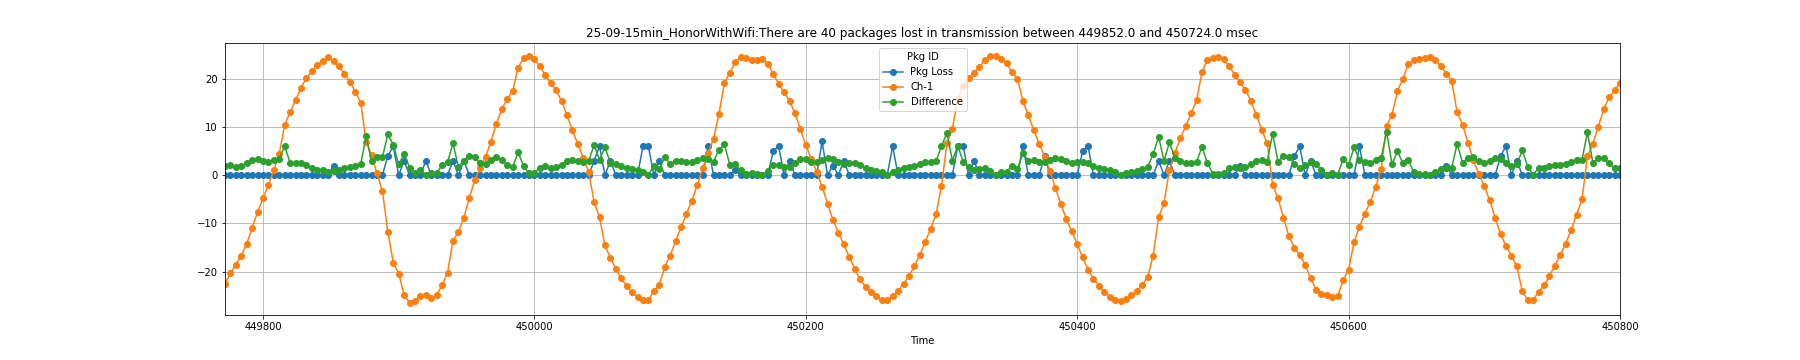 25-09-15min_HonorWithWifi:There are 40 packages lost in transmission between 449852.0 and 450724.0 msec
Pkg ID
Pkg Loss
Ch-1
Difference
20
10
0
−10
−20
449800 450000 450200 450400 450600 450800
Time